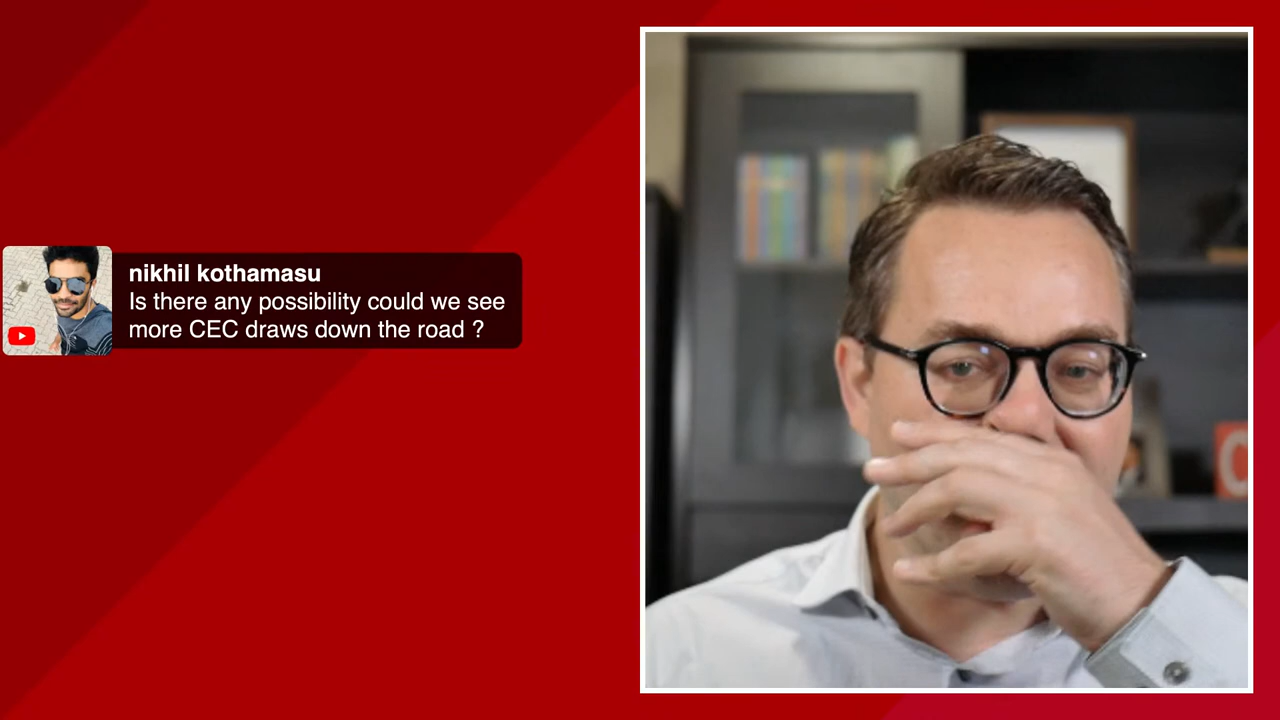 nikhil kothamasu
Is there any possibility could we see
more CEC draws down the road ?
C